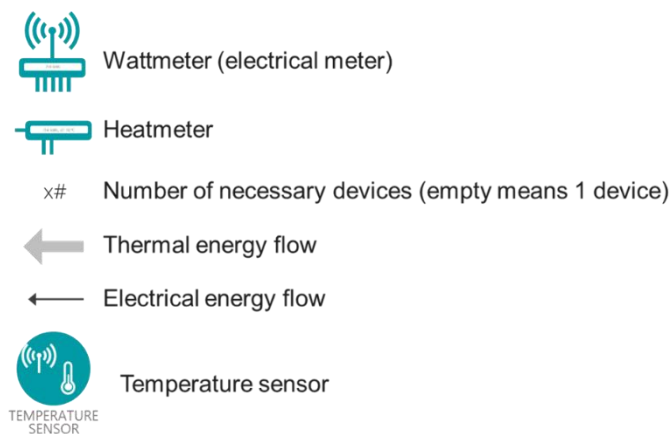 Wattmeter (electrical meter)
Heatmeter
x# Number of necessary devices (empty means 1 device)
Thermal energy flow
Electrical energy flow
Temperature sensor
TEMPERATURE
SENSOR